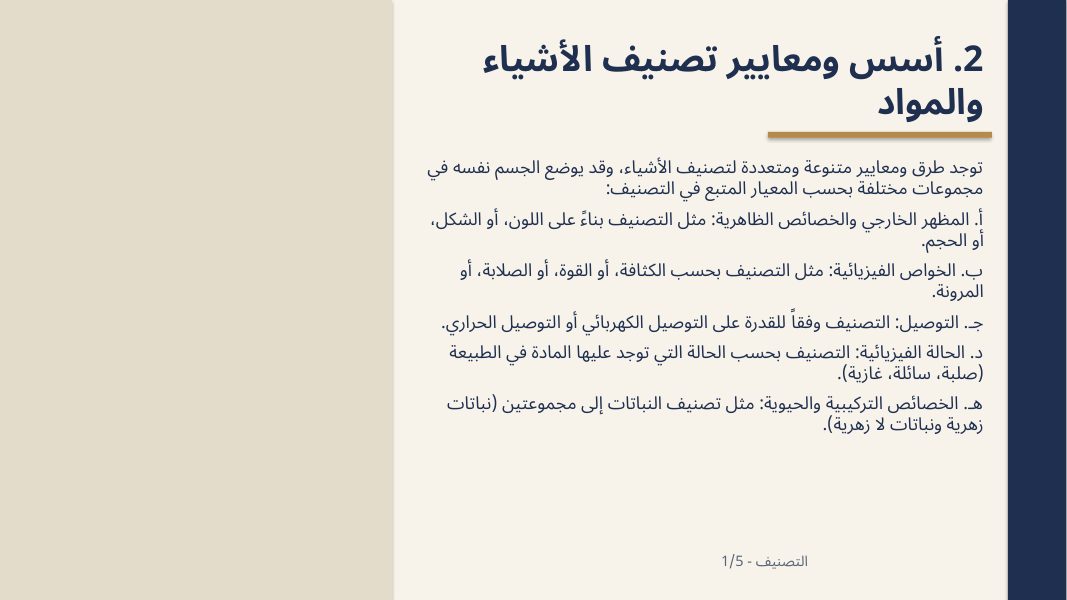 2. أسس ومعايير تصنيف الأشياء
والمواد
توجد طرق ومعايير متنوعة ومتعددة لتصنيف الأشياء، وقد يوضع الجسم نفسه في
مجموعات مختلفة بحسب المعيار المتبع في التصنيف:
أ. المظهر الخارجي والخصائص الظاهرية: مثل التصنيف بناءً على اللون، أو الشكل،
أو الحجم.
ب. الخواص الفيزيائية: مثل التصنيف بحسب الكثافة، أو القوة، أو الصلابة، أو
المرونة.
جـ. التوصيل: التصنيف وفقاً للقدرة على التوصيل الكهربائي أو التوصيل الحراري.
د. الحالة الفيزيائية: التصنيف بحسب الحالة التي توجد عليها المادة في الطبيعة
(صلبة، سائلة، غازية).
هـ. الخصائص التركيبية والحيوية: مثل تصنيف النباتات إلى مجموعتين (نباتات
زهرية ونباتات لا زهرية).
التصنيف - 1/5